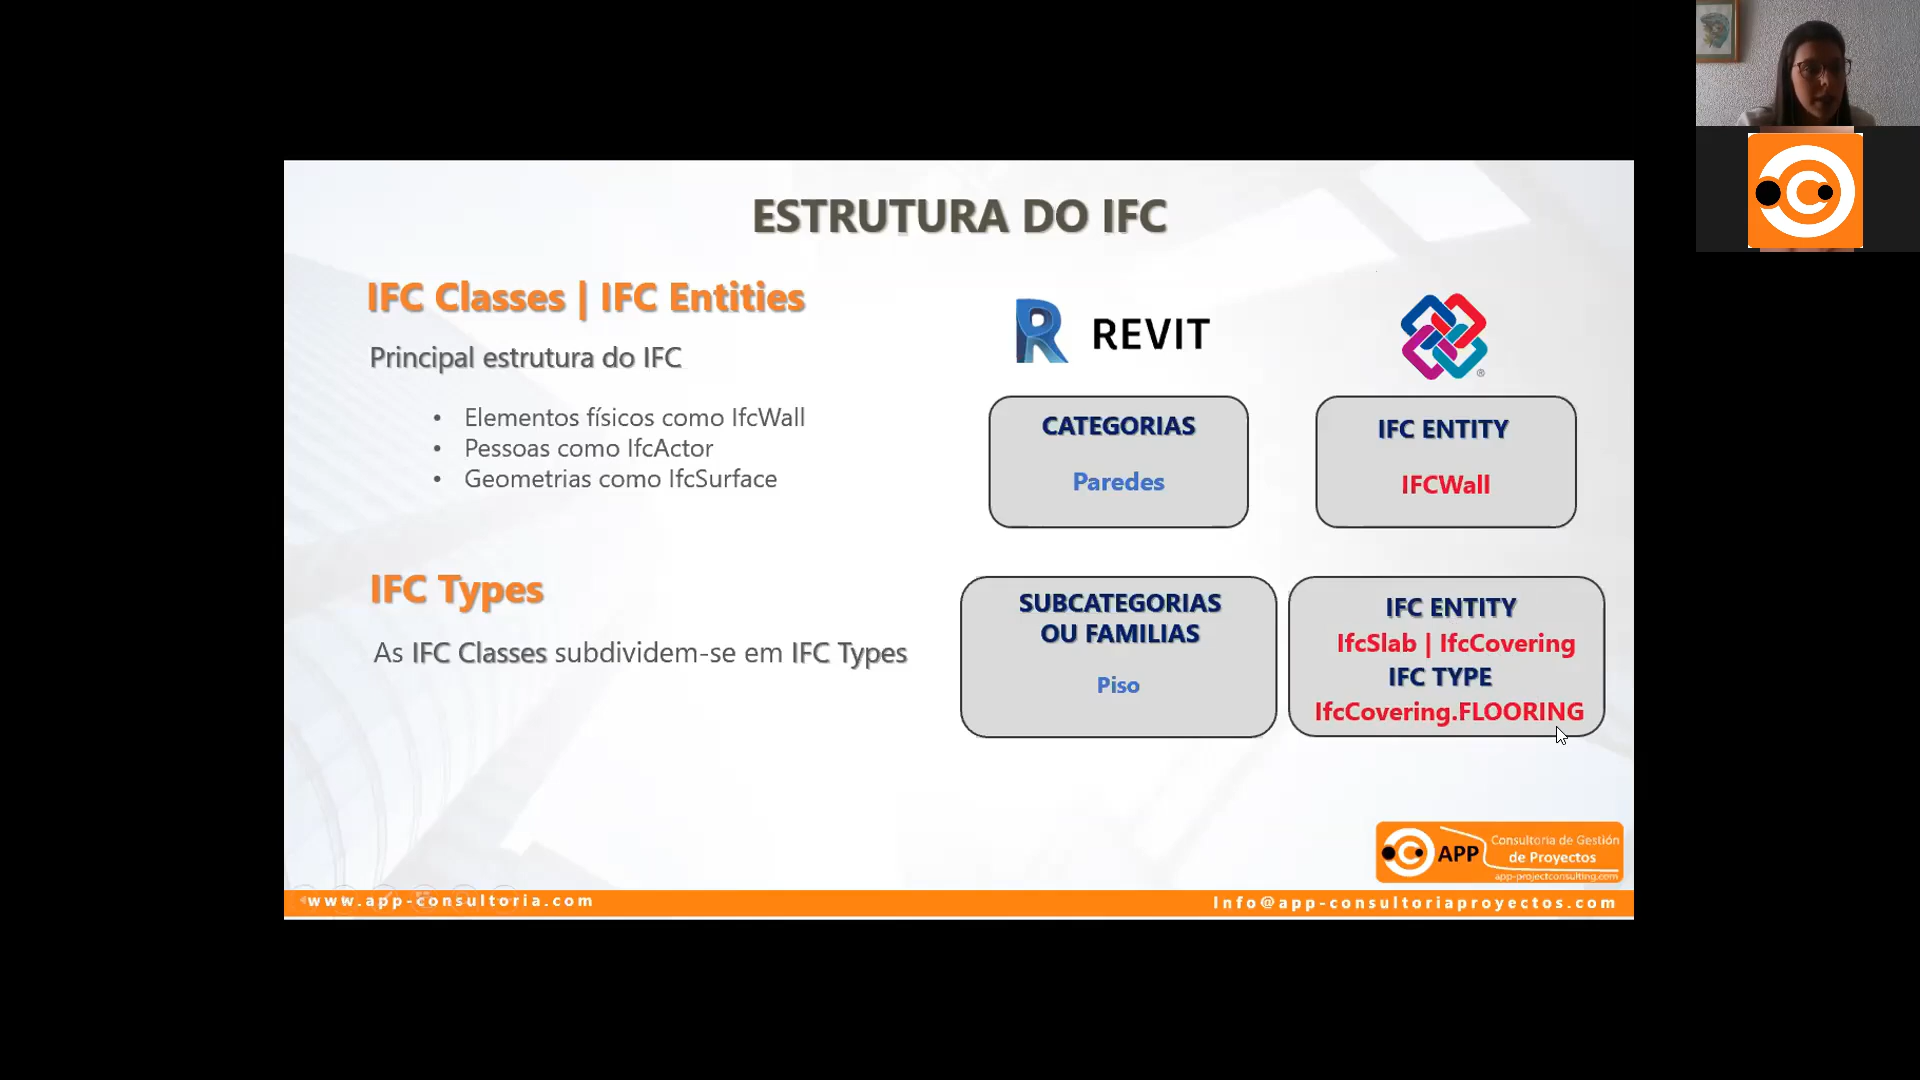 ESTRUTURA DO IFC
IFC Classes | IFC Entities
Principal estrutura do IFC
• Elementos físicos como IfcWall
• Pessoas como IfcActor
• Geometrias como IfcSurface
IFC Types
As IFC Classes subdividem-se em IFC Types
REVIT
®
CATEGORIAS
Paredes
IFC ENTITY
IFCWall
SUBCATEGORIAS
OU FAMILIAS
Piso
IFC ENTITY
IfcSlab | IfcCovering
IFC TYPE
IfcCovering.FLOORING
APP
Consultoria de Gestión
de Proyectos
app-projectconsulting.com
www.app-consultoria.com
Info@app-consultoriaproyectos.com